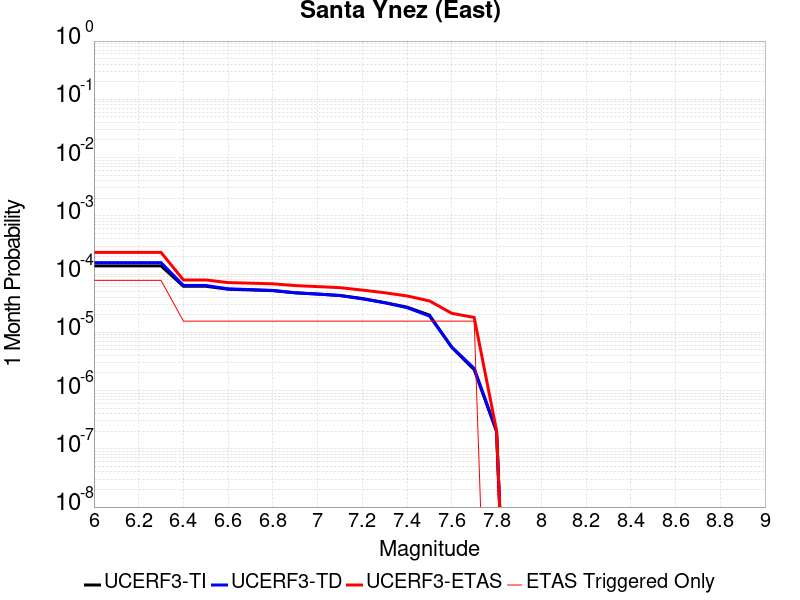 Santa Ynez (East)
10^0
10^-1
10^-2
10^-3
10^-4
10^-5
10^-6
10^-7
10^-8
1 Month Probability
6 6.2 6.4 6.6 6.8 7 7.2 7.4 7.6 7.8 8 8.2 8.4 8.6 8.8 9
Magnitude
UCERF3-TI UCERF3-TD UCERF3-ETAS ETAS Triggered Only